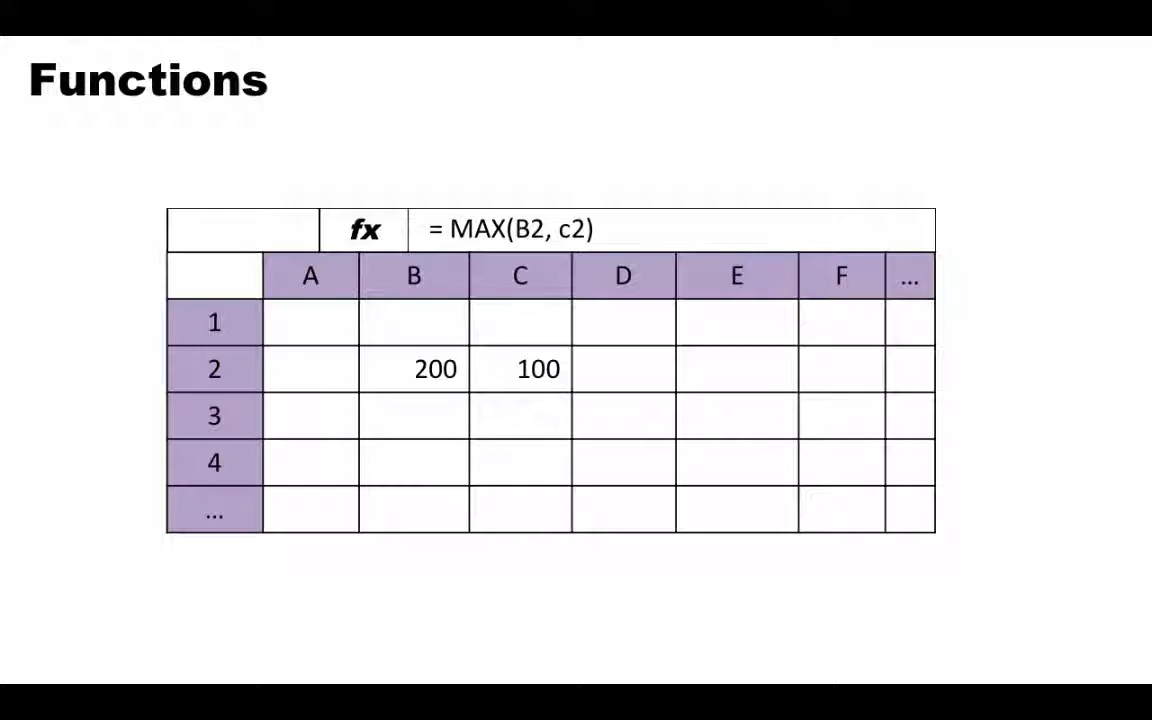 Functions
fx = MAX(B2, c2)
A B C D E F ...
1
2 200 100
3
4
...